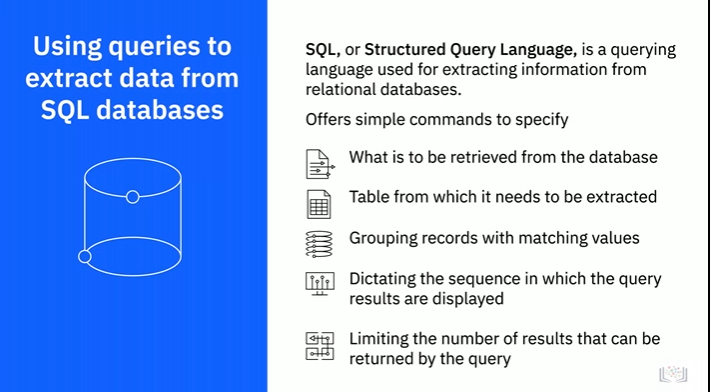 Using queries to
extract data from
SQL databases
SQL, or Structured Query Language, is a querying
language used for extracting information from
relational databases.
Offers simple commands to specify
What is to be retrieved from the database
Table from which it needs to be extracted
Grouping records with matching values
Dictating the sequence in which the query
results are displayed
Limiting the number of results that can be
returned by the query